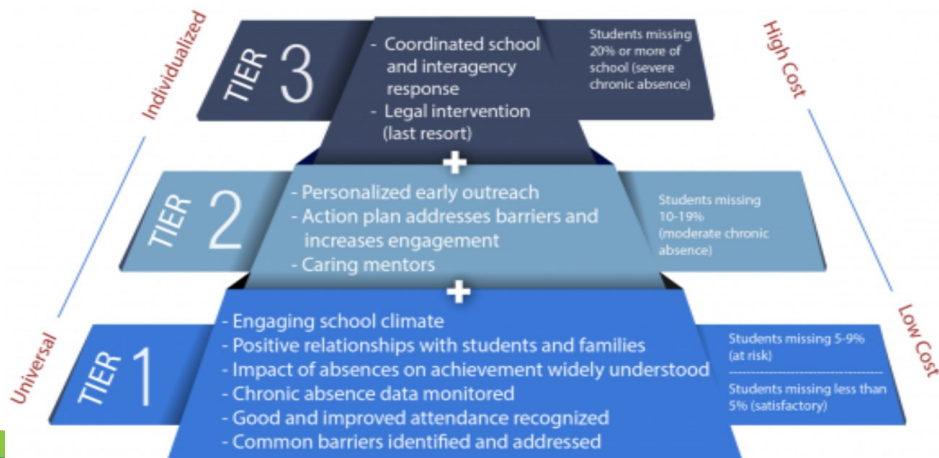 Individualized
TIER 3
- Coordinated school
and interagency
response
- Legal intervention
(last resort)
Students missing
20% or more of
school (severe
chronic absence)
High Cost
+
TIER 2
- Personalized early outreach
- Action plan addresses barriers and
increases engagement
- Caring mentors
Students missing
10-19%
(moderate chronic
absence)
+
Universal
TIER 1
- Engaging school climate
- Positive relationships with students and families
- Impact of absences on achievement widely understood
- Chronic absence data monitored
- Good and improved attendance recognized
- Common barriers identified and addressed
Students missing 5-9%
(at risk)
Students missing less than
5% (satisfactory)
Low Cost